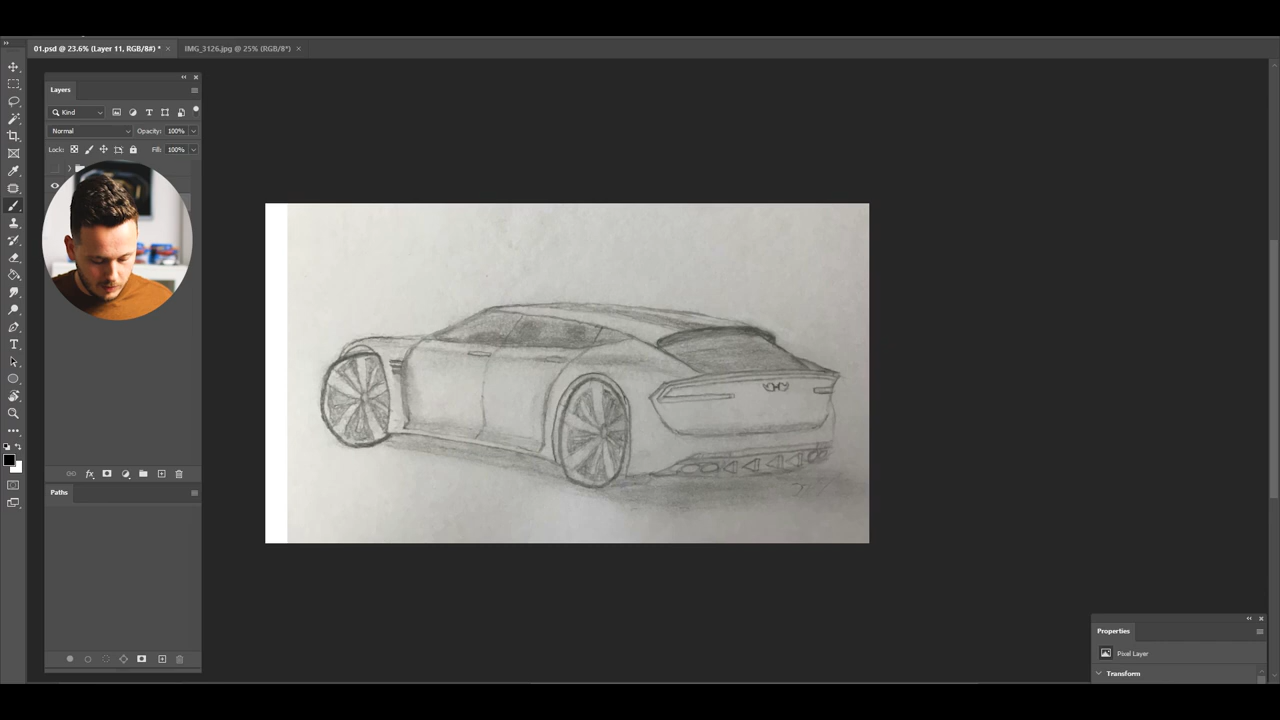 01.psd @ 23.6% (Layer 11, RGB/8#) *
IMG_3126.jpg @ 25% (RGB/8*)
Layers
Kind
Normal
Opacity: 100%
Lock:
Fill: 100%
Paths
Properties
Pixel Layer
Transform